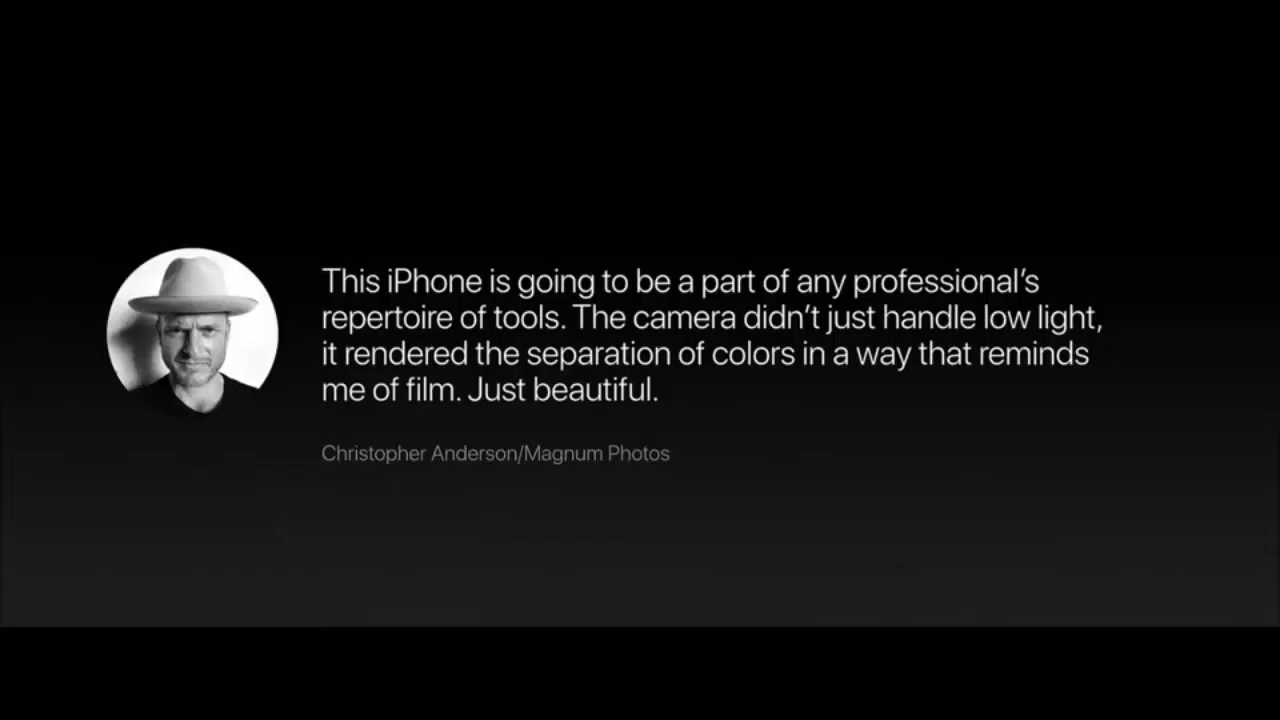 This iPhone is going to be a part of any professional’s
repertoire of tools. The camera didn’t just handle low light,
it rendered the separation of colors in a way that reminds
me of film. Just beautiful.
Christopher Anderson/Magnum Photos